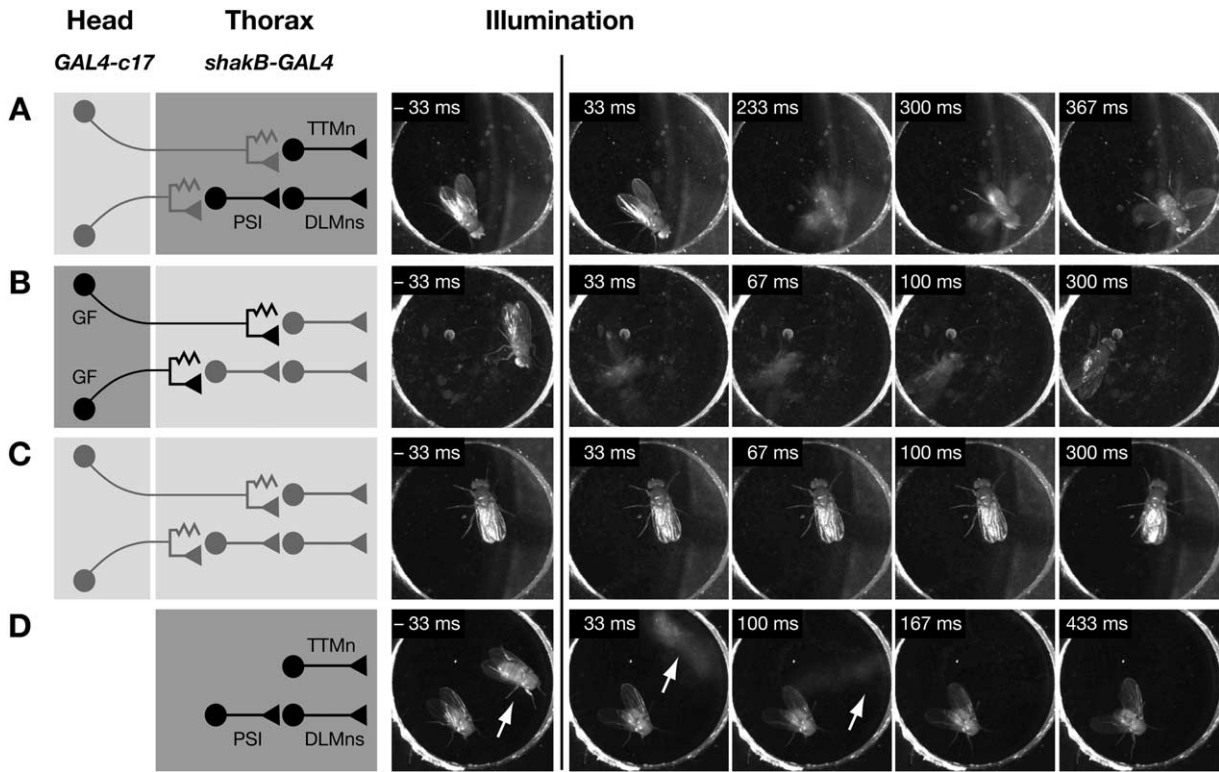 Head Thorax Illumination
GAL4-c17 shakB-GAL4
A TTMn – 33 ms 33 ms 233 ms 300 ms 367 ms
PSI DLMns
B GF – 33 ms 33 ms 67 ms 100 ms 300 ms
GF
C – 33 ms 33 ms 67 ms 100 ms 300 ms
D TTMn – 33 ms 33 ms 100 ms 167 ms 433 ms
PSI DLMns